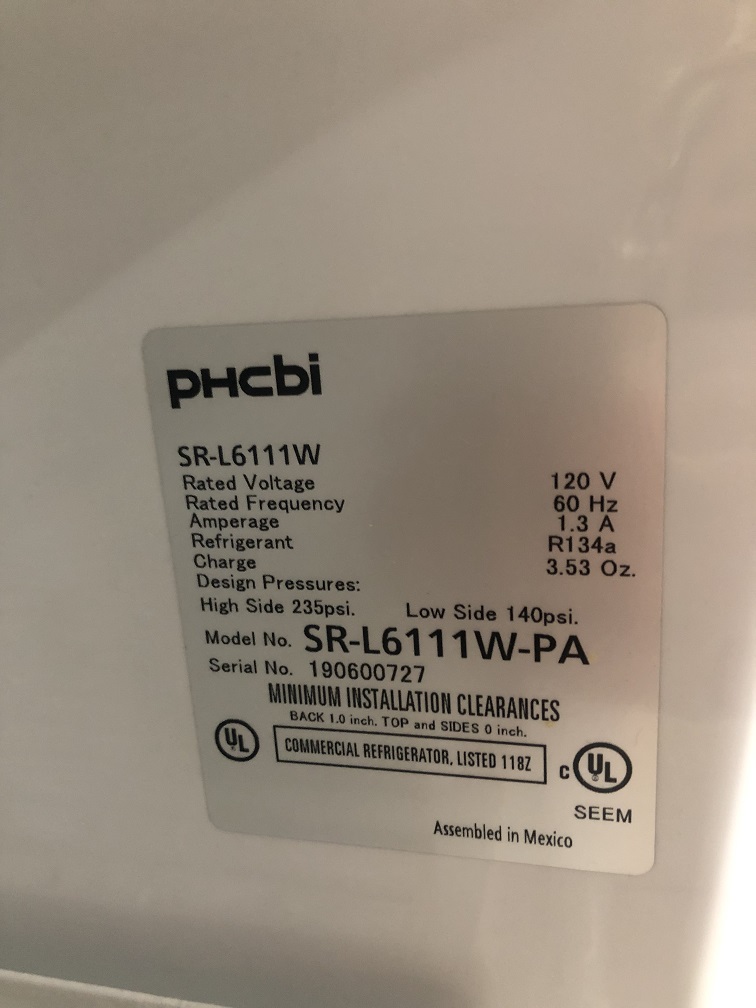 PHCbi
SR-L6111W
Rated Voltage 120 V
Rated Frequency 60 Hz
Amperage 1.3 A
Refrigerant R134a
Charge 3.53 Oz.
Design Pressures:
High Side 235psi. Low Side 140psi.
Model No. SR-L6111W-PA
Serial No. 190600727
MINIMUM INSTALLATION CLEARANCES
BACK 1.0 inch. TOP and SIDES 0 inch.
UL COMMERCIAL REFRIGERATOR, LISTED 118Z c UL
SEEM
Assembled in Mexico